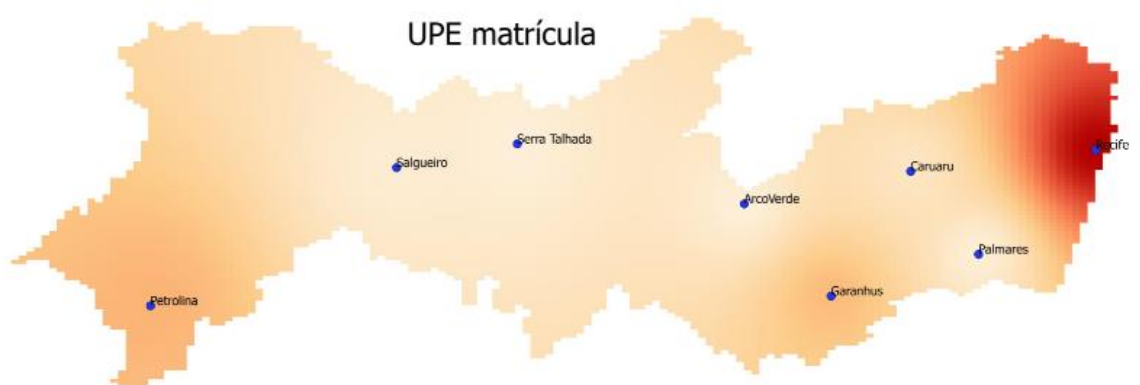 UPE matrícula
Serra Talhada
Salgueiro
Recife
Caruaru
ArcoVerde
Palmares
Garanhus
Petrolina